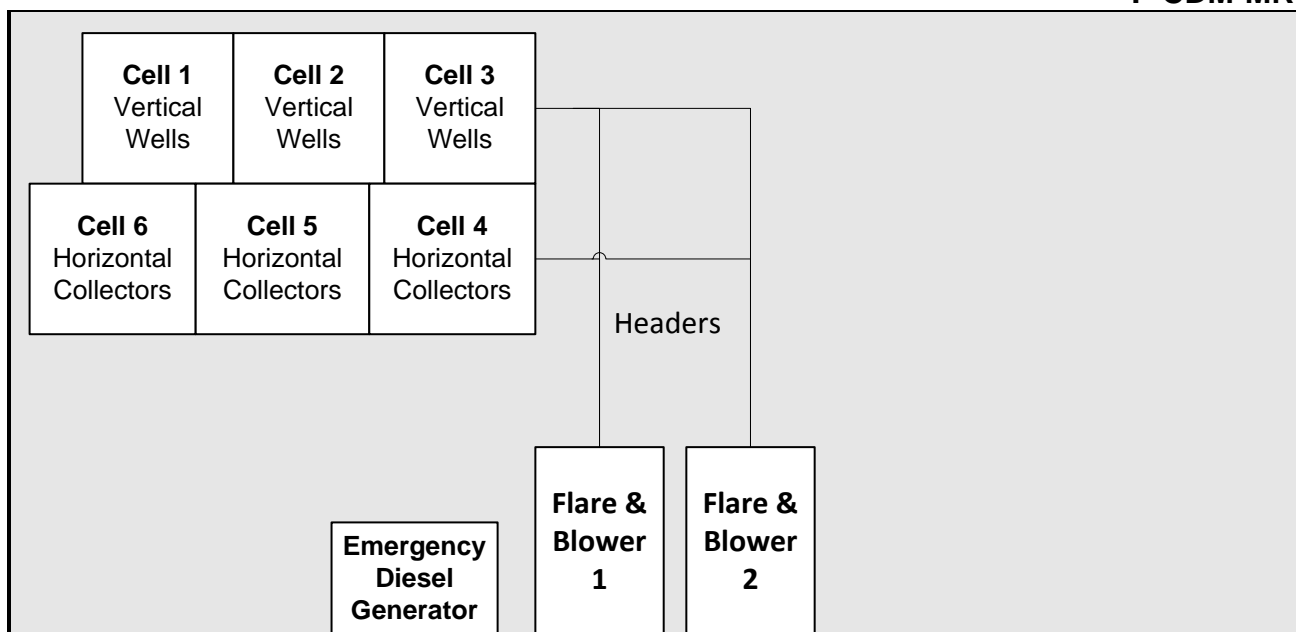 Cell 1
Vertical
Wells
Cell 2
Vertical
Wells
Cell 3
Vertical
Wells
Cell 6
Horizontal
Collectors
Cell 5
Horizontal
Collectors
Cell 4
Horizontal
Collectors
Headers
Flare &
Blower
1
Flare &
Blower
2
Emergency
Diesel
Generator